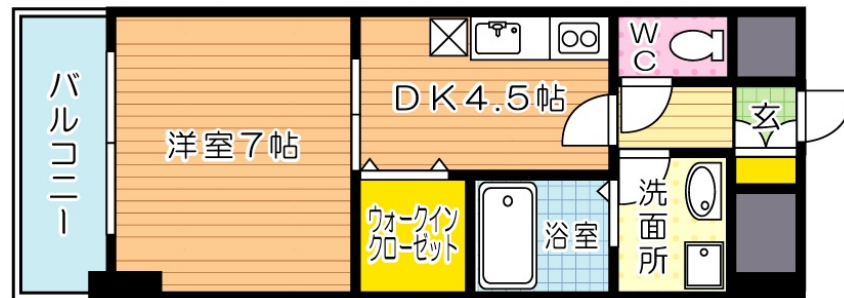 バルコニー
洋室7帖
DK4.5帖
WC
玄
ウォークイン
クローゼット
浴室
洗面所